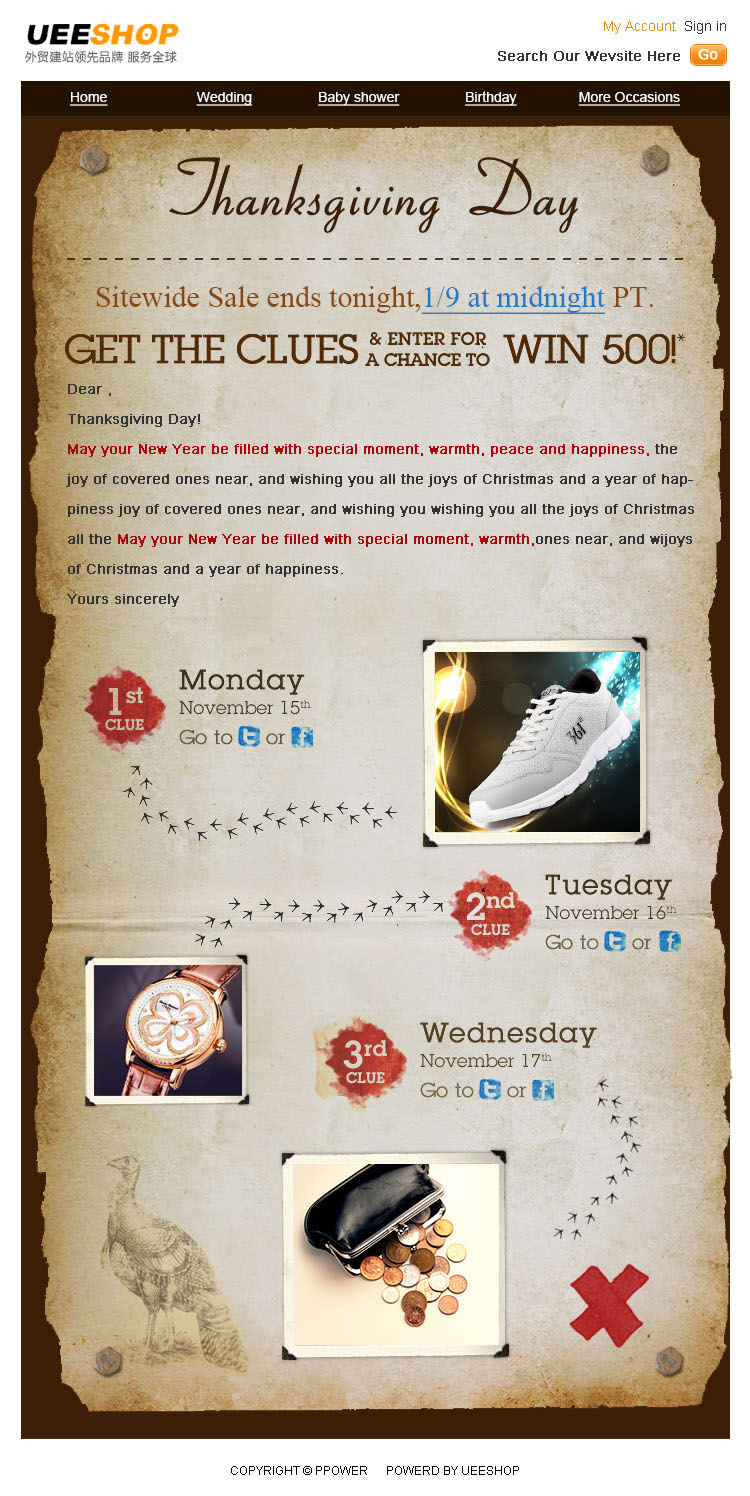 UEESHOP
外贸建站领先品牌 服务全球
My Account Sign in
Search Our Wevsite Here Go
Home Wedding Baby shower Birthday More Occasions
Thanksgiving Day
Sitewide Sale ends tonight,1/9 at midnight PT.
GET THE CLUES & ENTER FOR A CHANCE TO WIN 500!*
Dear ,
Thanksgiving Day!
May your New Year be filled with special moment, warmth, peace and happiness, the
joy of covered ones near, and wishing you all the joys of Christmas and a year of hap-
piness joy of covered ones near, and wishing you wishing you all the joys of Christmas
all the May your New Year be filled with special moment, warmth,ones near, and wijoys
of Christmas and a year of happiness.
Yours sincerely
1st
CLUE
Monday
November 15th
Go to t or f
361°
2nd
CLUE
Tuesday
November 16th
Go to t or f
3rd
CLUE
Wednesday
November 17th
Go to t or f
COPYRIGHT © PPOWER POWERD BY UEESHOP